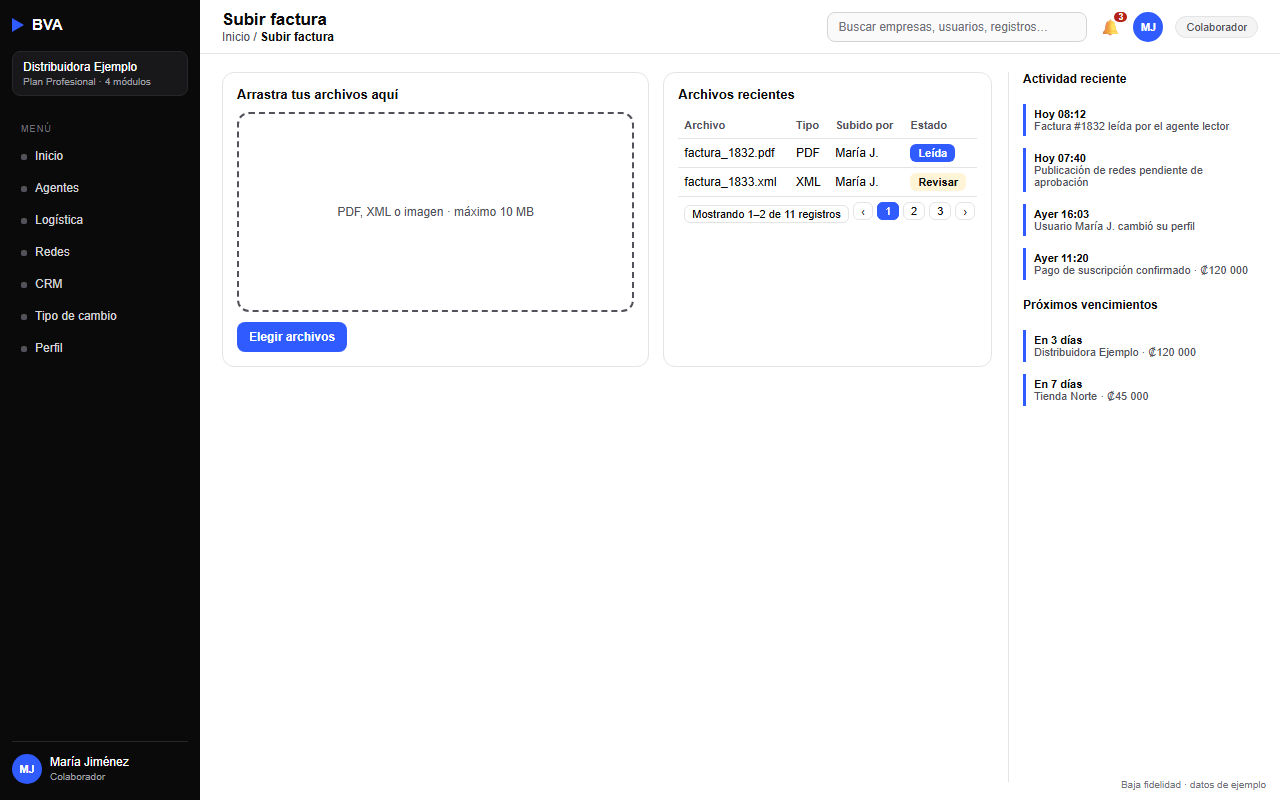 BVA
Distribuidora Ejemplo
Plan Profesional · 4 módulos
MENÚ
Inicio
Agentes
Logística
Redes
CRM
Tipo de cambio
Perfil
MJ
María Jiménez
Colaborador
Subir factura
Inicio / Subir factura
Buscar empresas, usuarios, registros…
3
MJ
Colaborador
Arrastra tus archivos aquí
PDF, XML o imagen · máximo 10 MB
Elegir archivos
Archivos recientes
Archivo Tipo Subido por Estado
factura_1832.pdf PDF María J. Leída
factura_1833.xml XML María J. Revisar
Mostrando 1–2 de 11 registros ‹ 1 2 3 ›
Actividad reciente
Hoy 08:12
Factura #1832 leída por el agente lector
Hoy 07:40
Publicación de redes pendiente de
aprobación
Ayer 16:03
Usuario María J. cambió su perfil
Ayer 11:20
Pago de suscripción confirmado · ₡120 000
Próximos vencimientos
En 3 días
Distribuidora Ejemplo · ₡120 000
En 7 días
Tienda Norte · ₡45 000
Baja fidelidad · datos de ejemplo